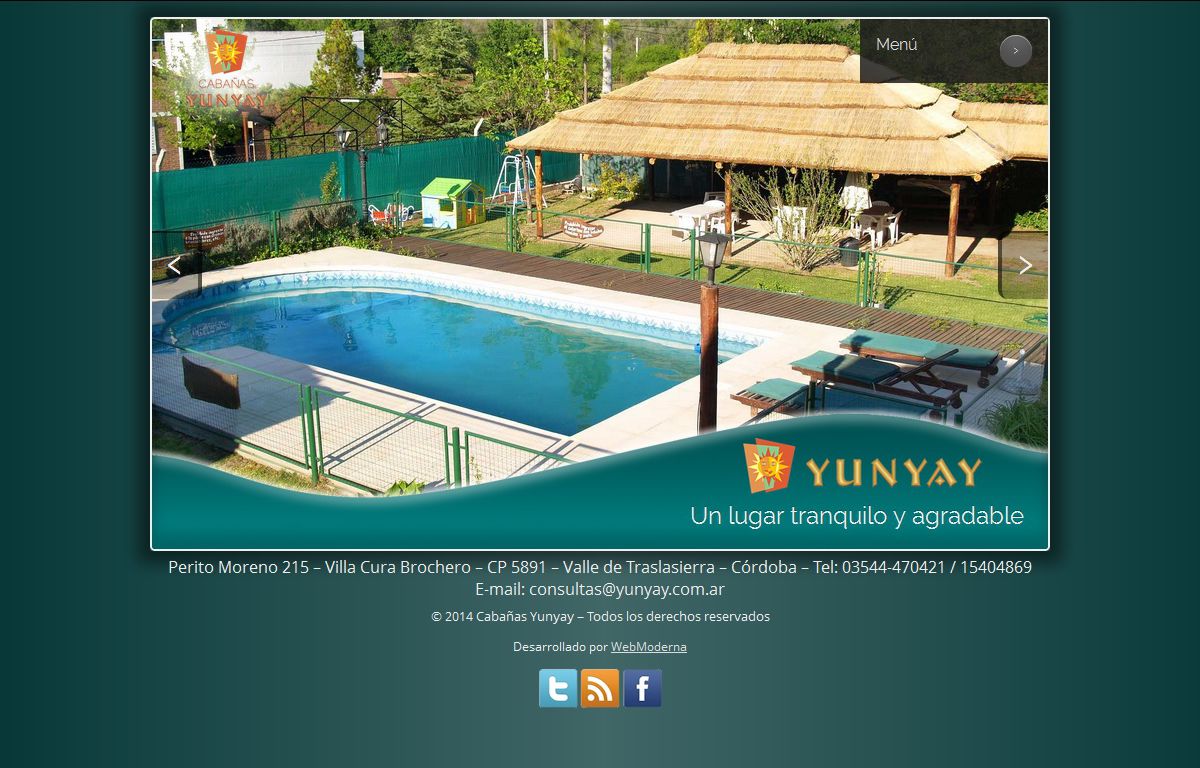 CABAÑAS
YUNYAY
Menú
YUNYAY
Un lugar tranquilo y agradable
Perito Moreno 215 – Villa Cura Brochero – CP 5891 – Valle de Traslasierra – Córdoba – Tel: 03544-470421 / 15404869
E-mail: consultas@yunyay.com.ar
© 2014 Cabañas Yunyay – Todos los derechos reservados
Desarrollado por WebModerna